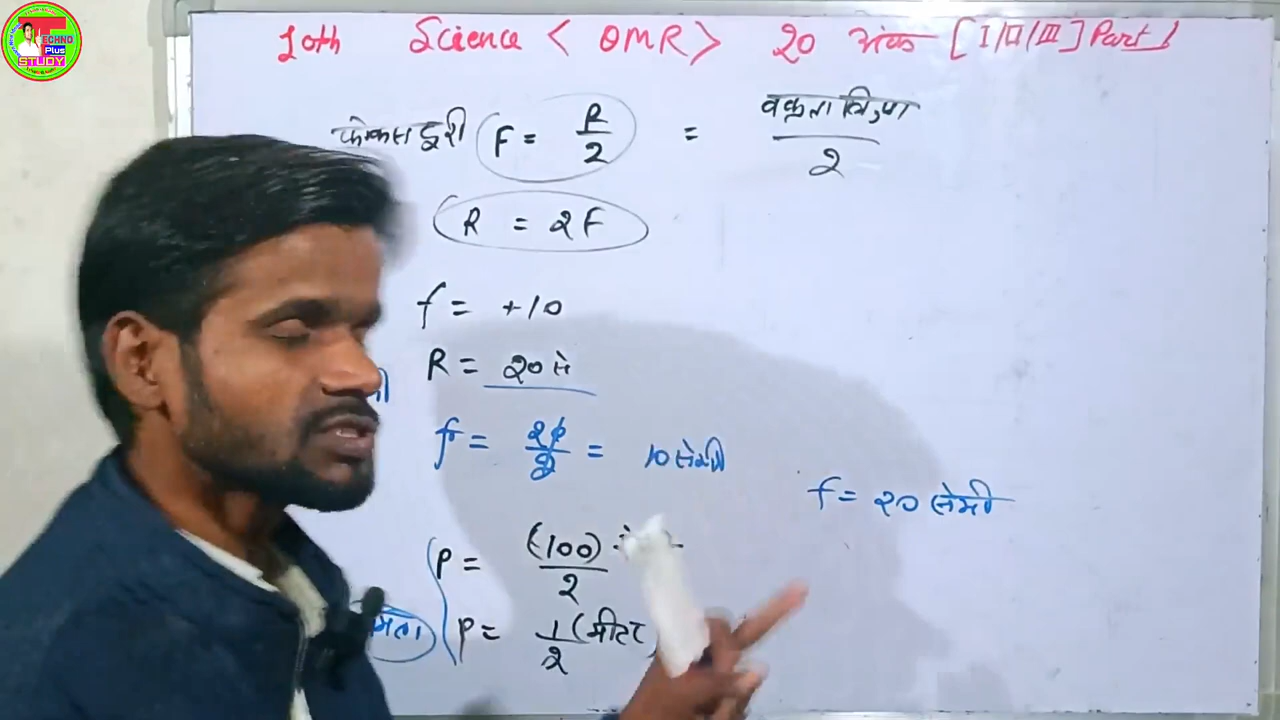 TECHNO
Plus
STUDY
10th Science < OMR > 20 अंक [I/II/III] Part 1
फोकस दूरी F = R/2 = वक्रता त्रिज्या/2
R = 2F
f = +10
R = 20 से
f = 20/2 = 10 सेमी
f = 20 सेमी
P = (100)/2
P = 1/2 (मीटर